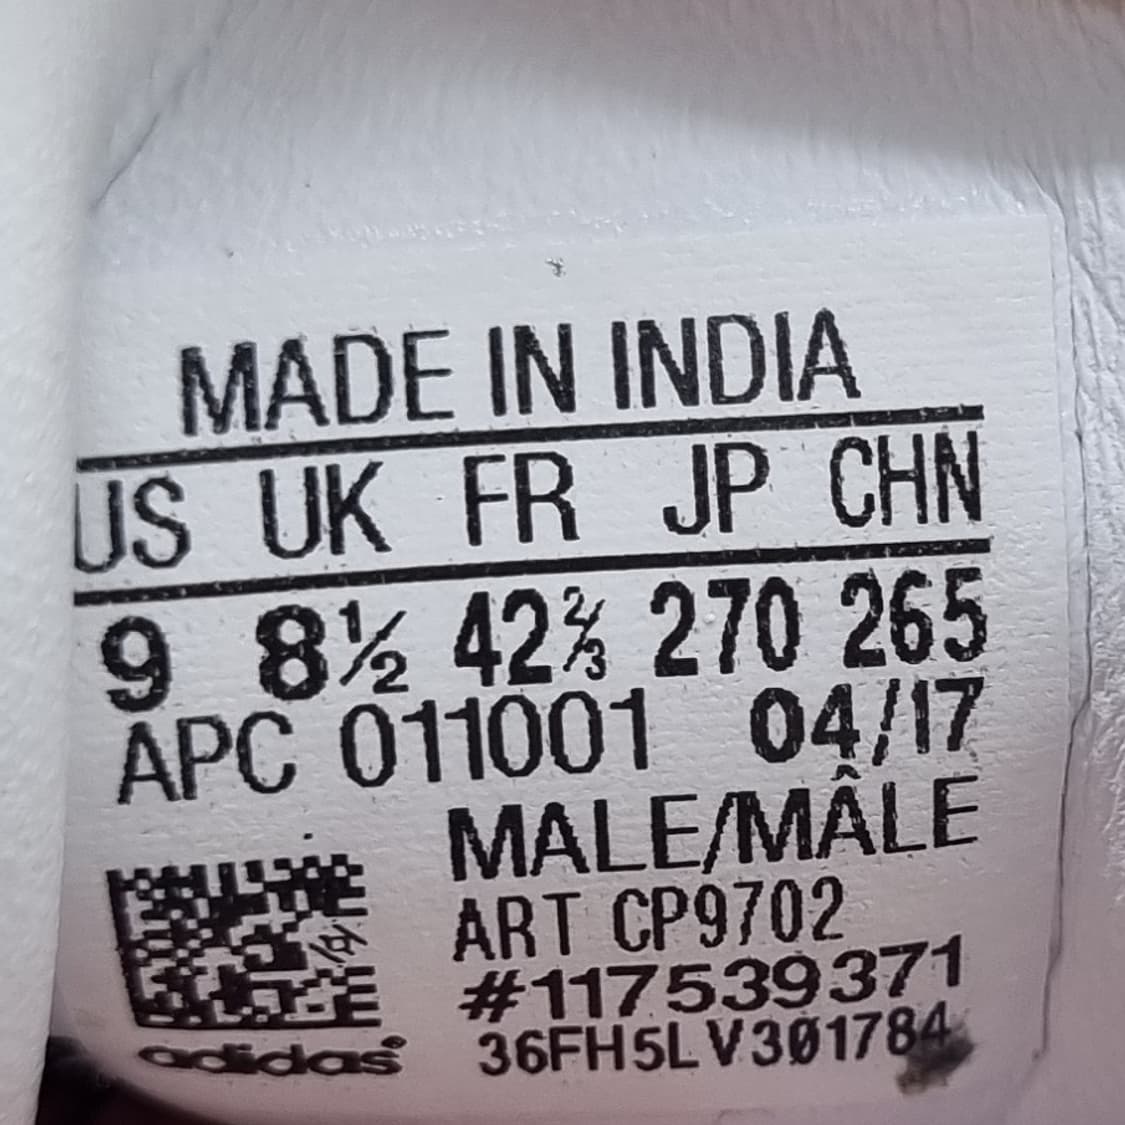 MADE IN INDIA
US UK FR JP CHN
9 8½ 42⅔ 270 265
APC 011001 04/17
MALE/MÂLE
ART CP9702
#117539371
adidas® 36FH5LV301784